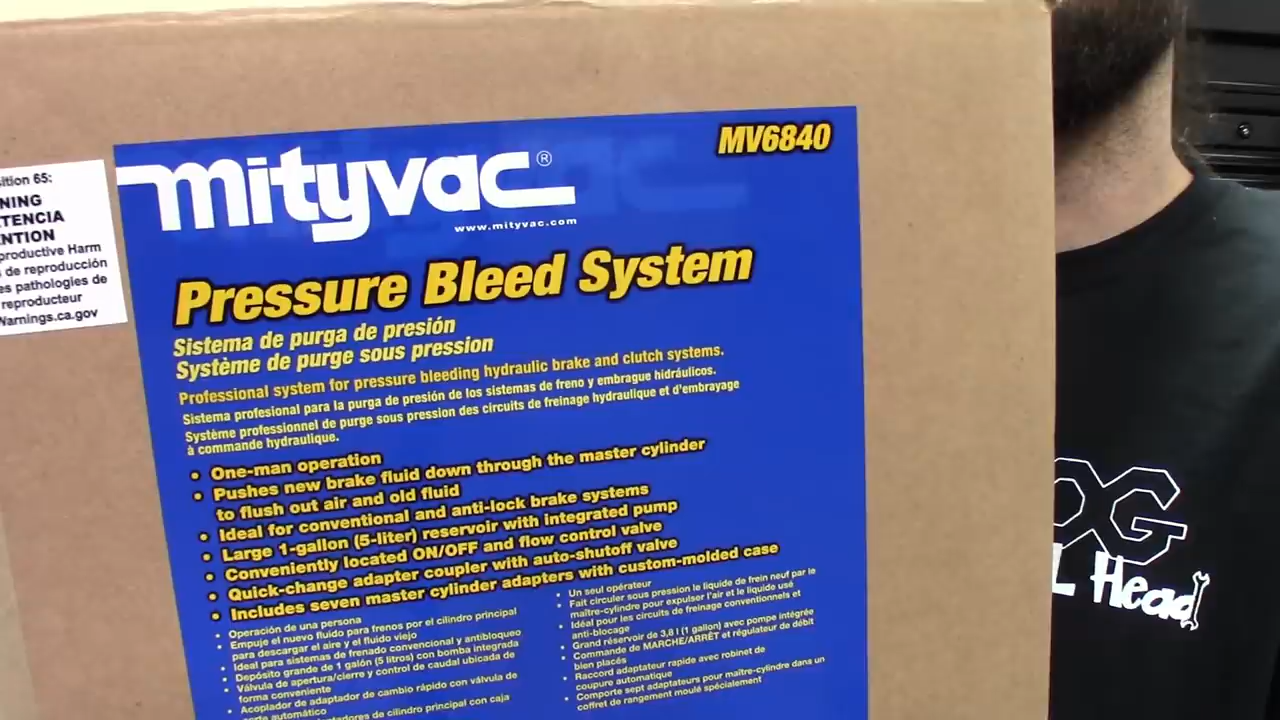 ition 65:
NING
TENCIA
NTION
productive Harm
de reproducción
es pathologies de
reproducteur
Warnings.ca.gov
mityvac®
www.mityvac.com
MV6840
Pressure Bleed System
Sistema de purga de presión
Système de purge sous pression
Professional system for pressure bleeding hydraulic brake and clutch systems.
Sistema profesional para la purga de presión de los sistemas de freno y embrague hidráulicos.
Système professionnel de purge sous pression des circuits de freinage hydraulique et d'embrayage
à commande hydraulique.
• One-man operation
• Pushes new brake fluid down through the master cylinder
to flush out air and old fluid
• Ideal for conventional and anti-lock brake systems
• Large 1-gallon (5-liter) reservoir with integrated pump
• Conveniently located ON/OFF and flow control valve
• Quick-change adapter coupler with auto-shutoff valve
• Includes seven master cylinder adapters with custom-molded case
• Operación de una persona
• Empuje el nuevo fluido para frenos por el cilindro principal
para descargar el aire y el fluido viejo
• Ideal para sistemas de frenado convencional y antibloqueo
• Depósito grande de 1 galón (5 litros) con bomba integrada
• Válvula de apertura/cierre y control de caudal ubicada de
forma conveniente
• Acoplador de adaptador de cambio rápido con válvula de
corte automático
adaptadores de cilindro principal con caja
• Un seul opérateur
• Fait circuler sous pression le liquide de frein neuf par le
maître-cylindre pour expulser l'air et le liquide usé
• Idéal pour les circuits de freinage conventionnels et
anti-blocage
• Grand réservoir de 3,8 l (1 gallon) avec pompe intégrée
• Commande de MARCHE/ARRÊT et régulateur de débit
bien placés
• Raccord adaptateur rapide avec robinet de
coupure automatique
• Comporte sept adaptateurs pour maître-cylindre dans un
coffret de rangement moulé spécialement
OG
L Head